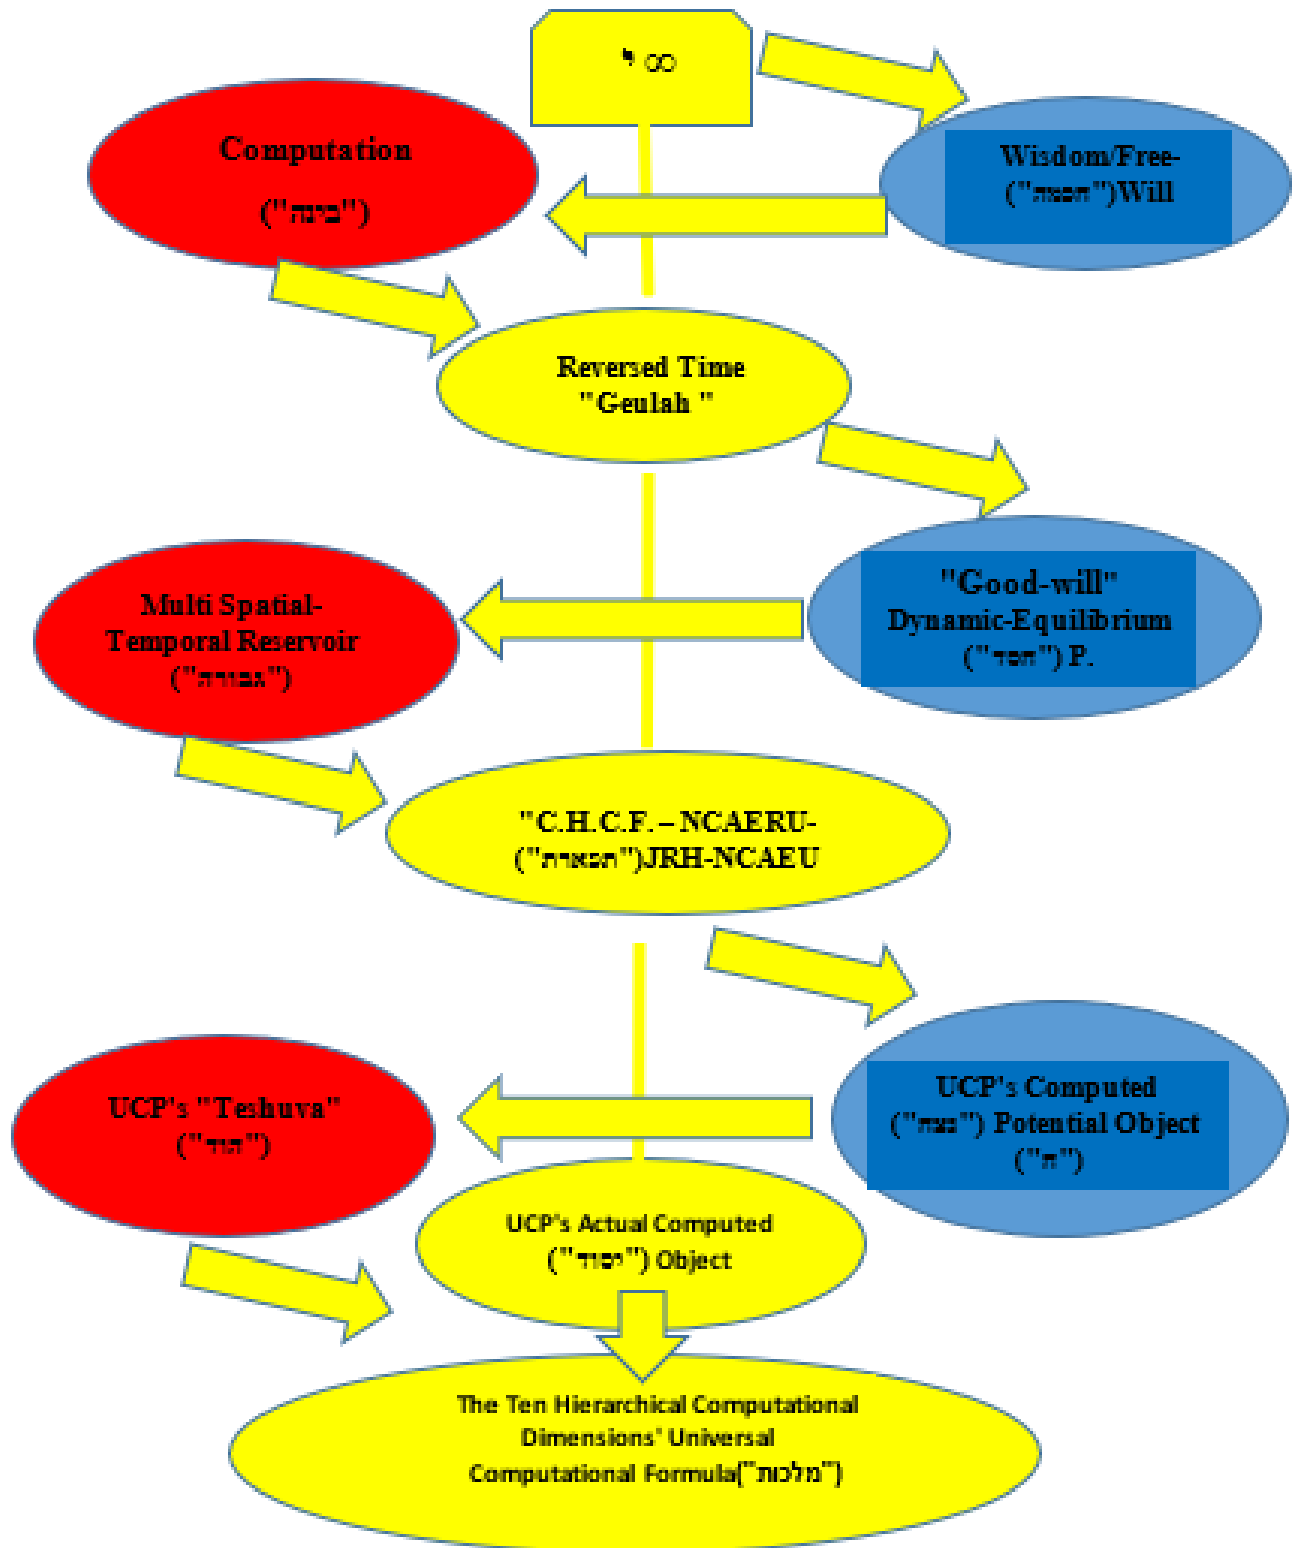 י ∞
Computation
("בינה")
Wisdom/Free-
("חכמה")Will
Reversed Time
"Geulah "
"Good-will"
Dynamic-Equilibrium
("חסד") P.
Multi Spatial-
Temporal Reservoir
("גבורה")
"C.H.C.F. – NCAERU-
("תפארת")JRH-NCAEU
UCP's "Teshuva"
("הוד")
UCP's Computed
("נצח") Potential Object
UCP's Actual Computed
("יסוד") Object
The Ten Hierarchical Computational
Dimensions' Universal
Computational Formula("מלכות")